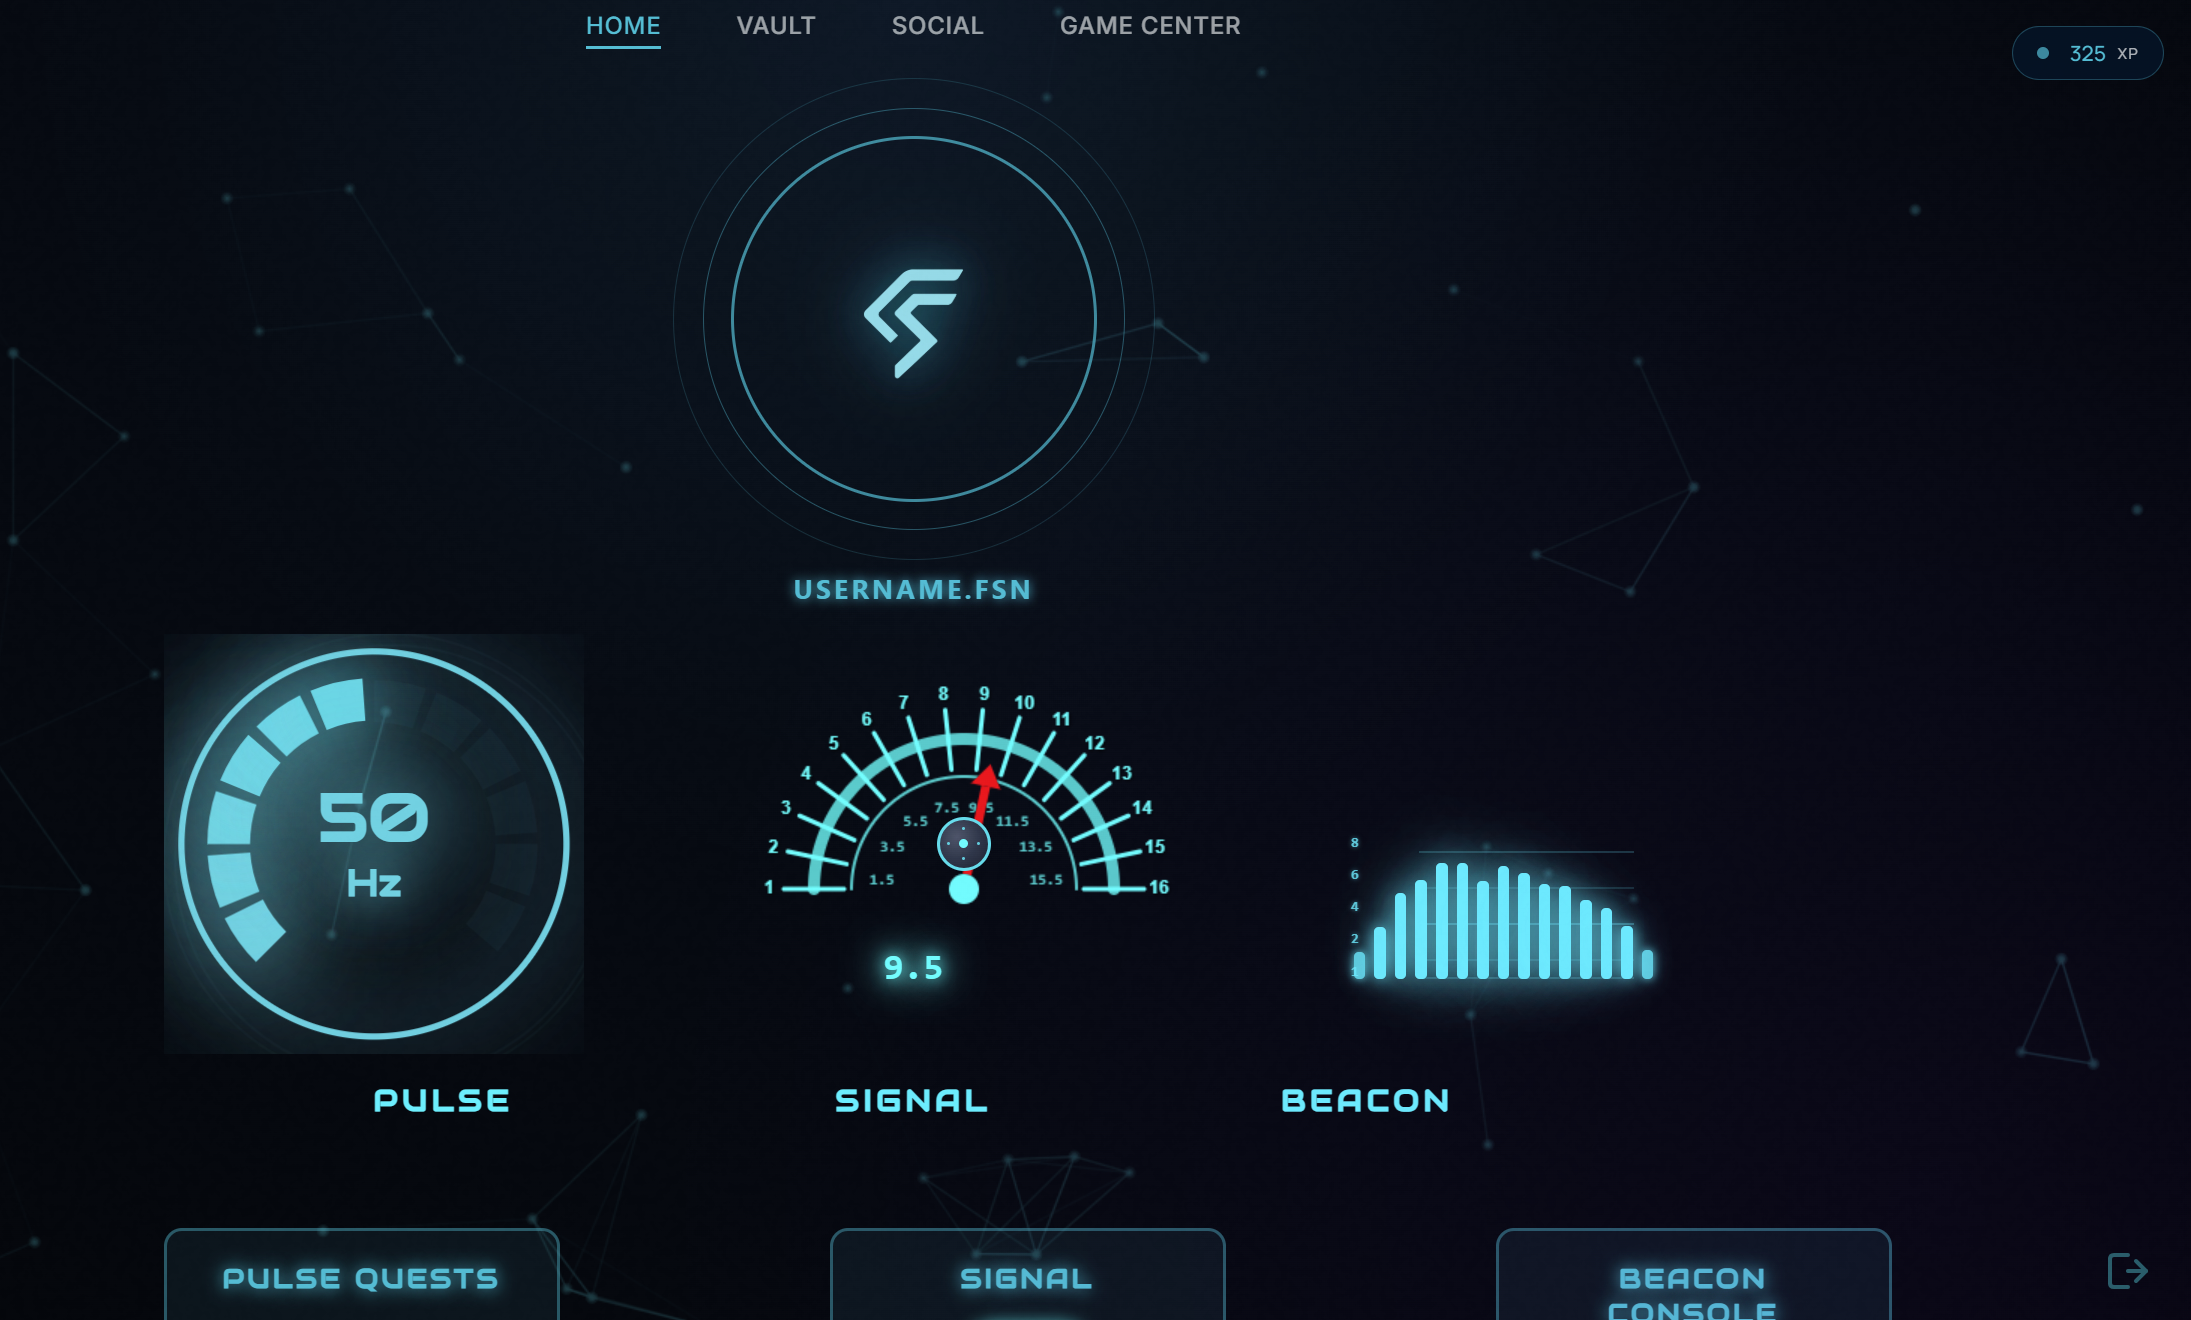 HOME VAULT SOCIAL GAME CENTER
325 XP
USERNAME.FSN
50
Hz
1 2 3 4 5 6 7 8 9 10 11 12 13 14 15 16
1.5 3.5 5.5 7.5 9.5 11.5 13.5 15.5
9.5
8
6
4
2
1
PULSE SIGNAL BEACON
PULSE QUESTS
SIGNAL
BEACON
CONSOLE